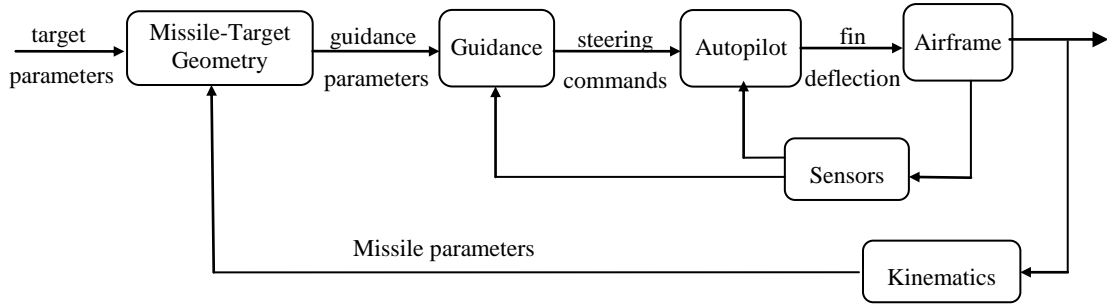 target
parameters
Missile-Target
Geometry
guidance
parameters
Guidance
steering
commands
Autopilot
fin
deflection
Airframe
Sensors
Missile parameters
Kinematics